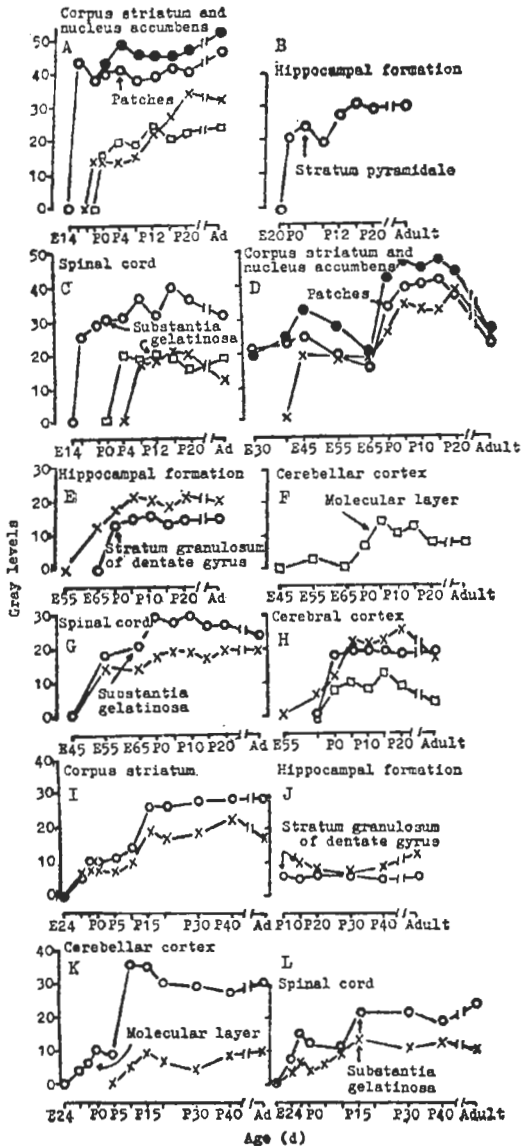 Corpus striatum and
nucleus accumbens
A
50
40
30
20
10
0
Patches
E14 P0 P4 P12 P20 Ad
B
Hippocampal formation
Stratum pyramidale
E20 P0 P12 P20 Adult
Spinal cord
C
50
40
30
20
10
0
Substantia
gelatinosa
E14 P0 P4 P12 P20 Ad
Corpus striatum and
nucleus accumbens
D
Patches
E30 E45 E55 E65 P0 P10 P20 Adult
Hippocampal formation
E
30
20
10
0
Stratum granulosum
of dentate gyrus
E55 E65 P0 P10 P20 Ad
Cerebellar cortex
F
Molecular layer
E45 E55 E65 P0 P10 P20 Adult
Gray levels
Spinal cord
G
30
20
10
0
Substantia
gelatinosa
E45 E55 E65 P0 P10 P20 Ad
Cerebral cortex
H
E55 P0 P10 P20 Adult
Corpus striatum
I
40
30
20
10
0
E24 P0 P5 P15 P30 P40 Ad
Hippocampal formation
J
Stratum granulosum
of dentate gyrus
P10 P20 P30 P40 Adult
Cerebellar cortex
K
40
30
20
10
0
Molecular layer
E24 P0 P5 P15 P30 P40 Ad
L
Spinal cord
Substantia
gelatinosa
E24 P0 P15 P30 P40 Adult
Age (d)